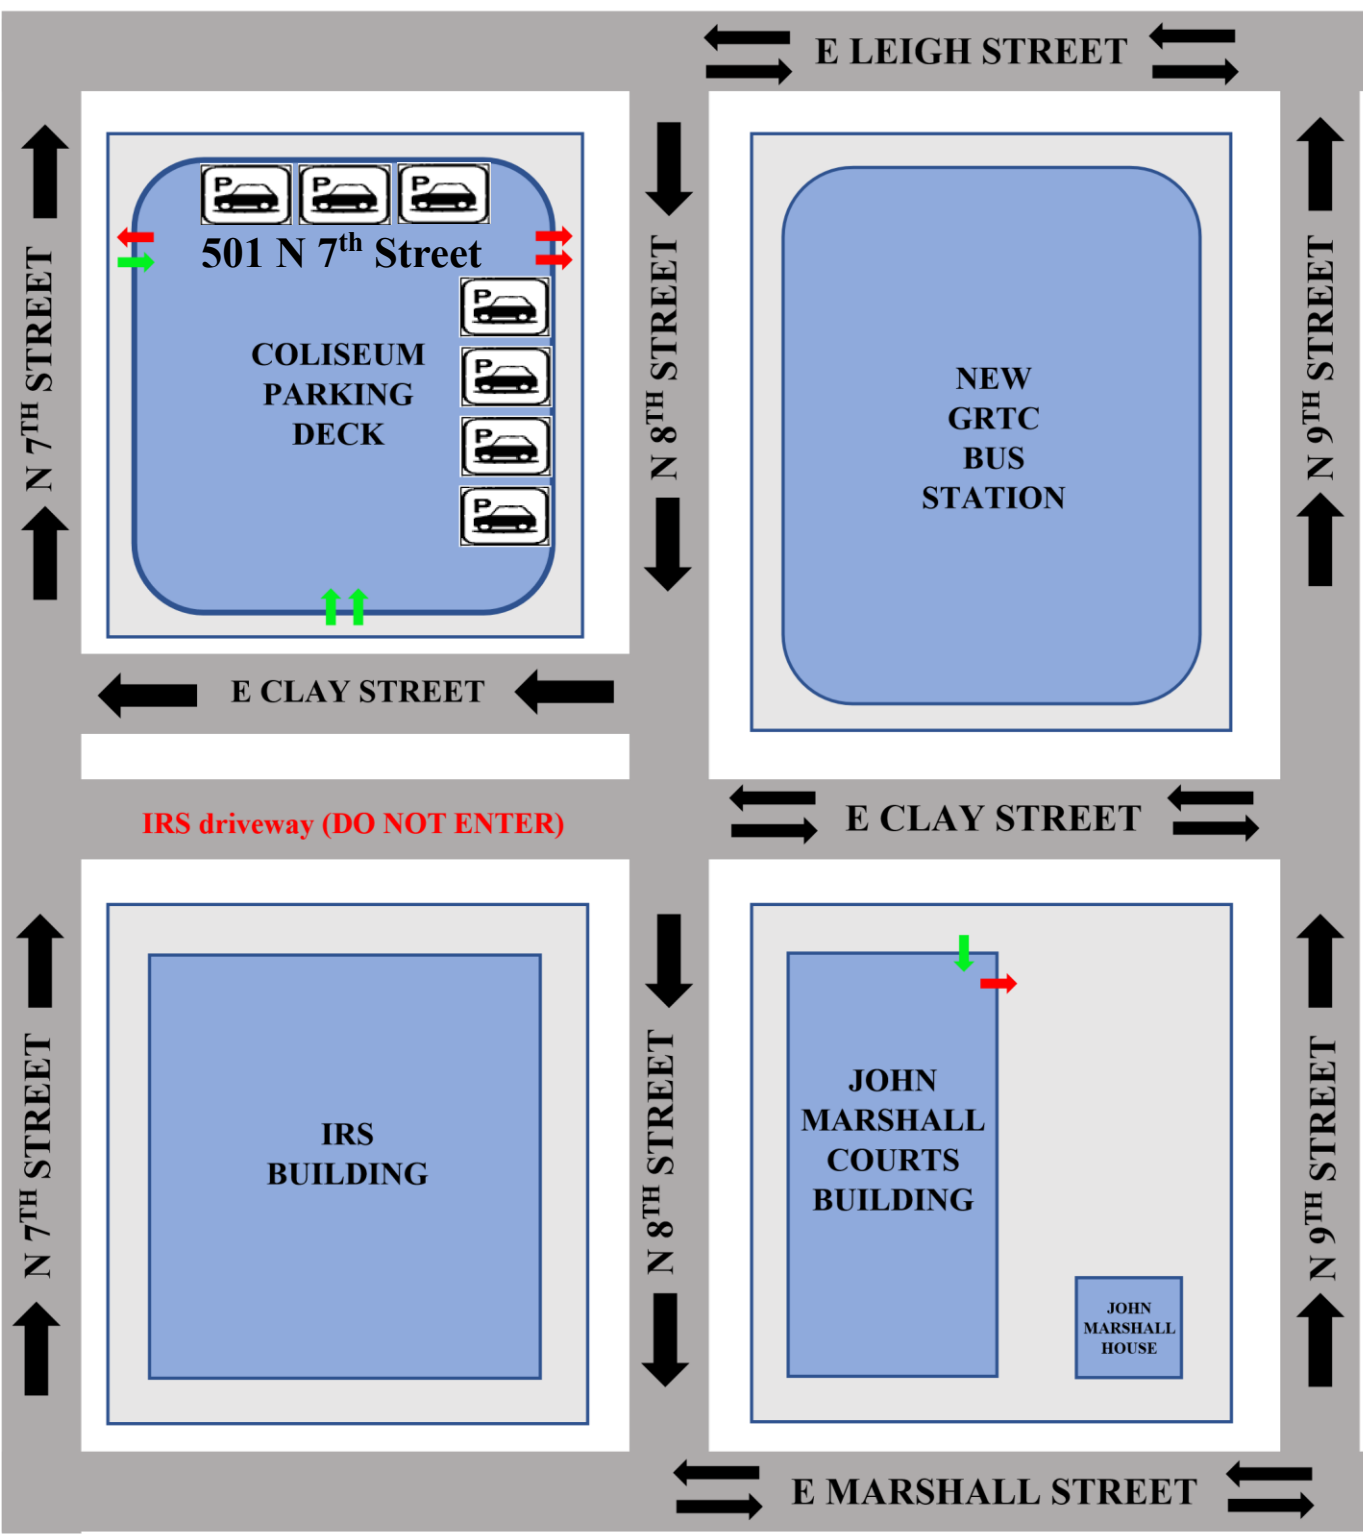 E LEIGH STREET
P
P
P
501 N 7th Street
P
P
P
P
COLISEUM
PARKING
DECK
N 7TH STREET
N 8TH STREET
NEW
GRTC
BUS
STATION
N 9TH STREET
E CLAY STREET
IRS driveway (DO NOT ENTER)
E CLAY STREET
N 7TH STREET
IRS
BUILDING
N 8TH STREET
JOHN
MARSHALL
COURTS
BUILDING
JOHN
MARSHALL
HOUSE
N 9TH STREET
E MARSHALL STREET